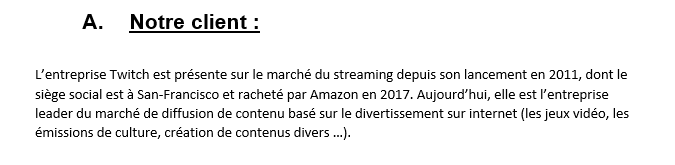 A. Notre client :
L’entreprise Twitch est présente sur le marché du streaming depuis son lancement en 2011, dont le
siège social est à San-Francisco et racheté par Amazon en 2017. Aujourd’hui, elle est l’entreprise
leader du marché de diffusion de contenu basé sur le divertissement sur internet (les jeux vidéo, les
émissions de culture, création de contenus divers …).